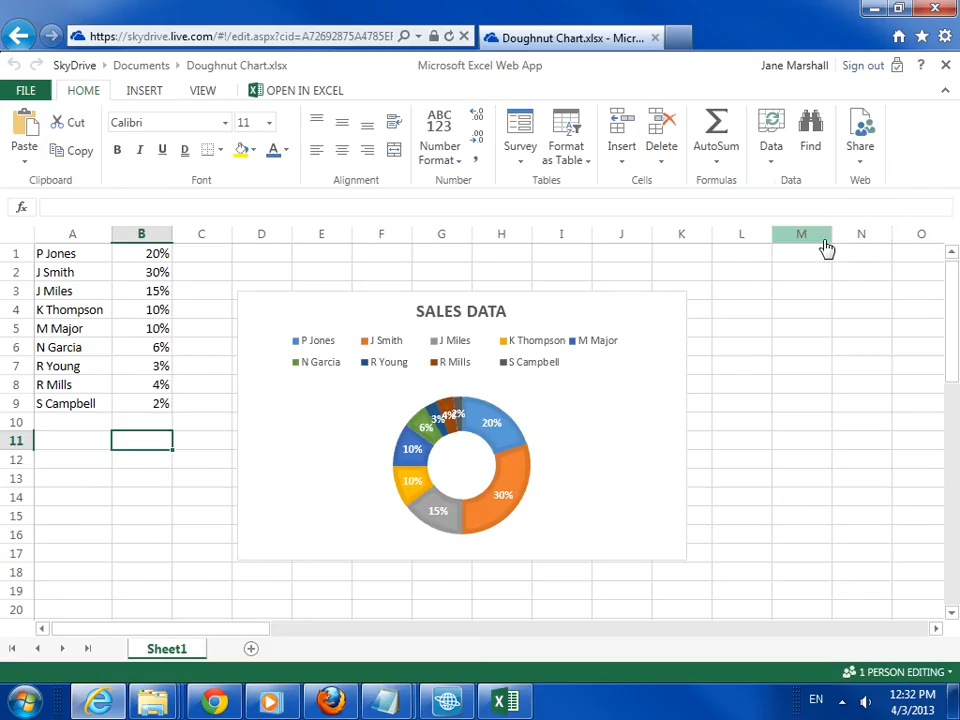 https://skydrive.live.com/#!/edit.aspx?cid=A72692875A4785EF
Doughnut Chart.xlsx - Micr...
SkyDrive › Documents › Doughnut Chart.xlsx
Microsoft Excel Web App
Jane Marshall
Sign out
FILE HOME INSERT VIEW OPEN IN EXCEL
Paste
Cut
Copy
Clipboard
Calibri 11
B I U D
Font
Alignment
ABC
123
Number
Format
Number
Survey
Format
as Table
Tables
Insert
Delete
Cells
AutoSum
Formulas
Data
Find
Data
Share
Web
fx
A B C D E F G H I J K L M N O
1 P Jones 20%
2 J Smith 30%
3 J Miles 15%
4 K Thompson 10%
5 M Major 10%
6 N Garcia 6%
7 R Young 3%
8 R Mills 4%
9 S Campbell 2%
10
11
12
13
14
15
16
17
18
19
20
SALES DATA
P Jones J Smith J Miles K Thompson M Major
N Garcia R Young R Mills S Campbell
20%
30%
15%
10%
10%
6%
3%
4%
2%
Sheet1
1 PERSON EDITING
EN
12:32 PM
4/3/2013